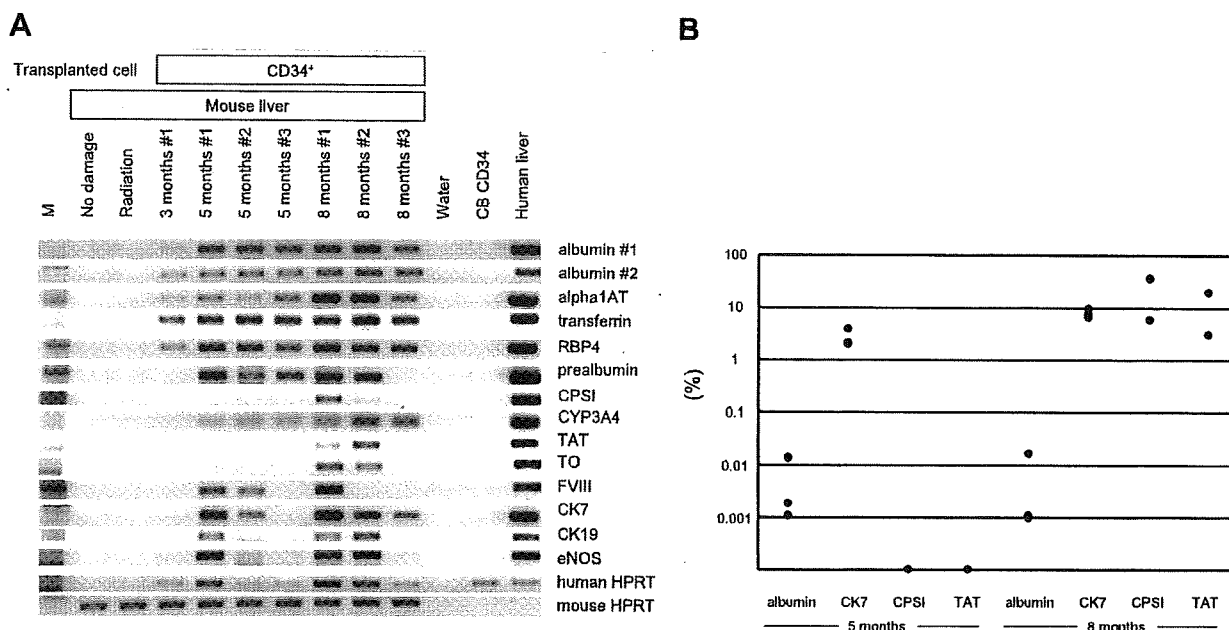 A
Transplanted cell
CD34⁺
Mouse liver
M
No damage
Radiation
3 months #1
5 months #1
5 months #2
5 months #3
8 months #1
8 months #2
8 months #3
Water
CB CD34
Human liver
albumin #1
albumin #2
alpha1AT
transferrin
RBP4
prealbumin
CPSI
CYP3A4
TAT
TO
FVIII
CK7
CK19
eNOS
human HPRT
mouse HPRT
B
(%)
100
10
1
0.1
0.01
0.001
albumin CK7 CPSI TAT albumin CK7 CPSI TAT
5 months 8 months